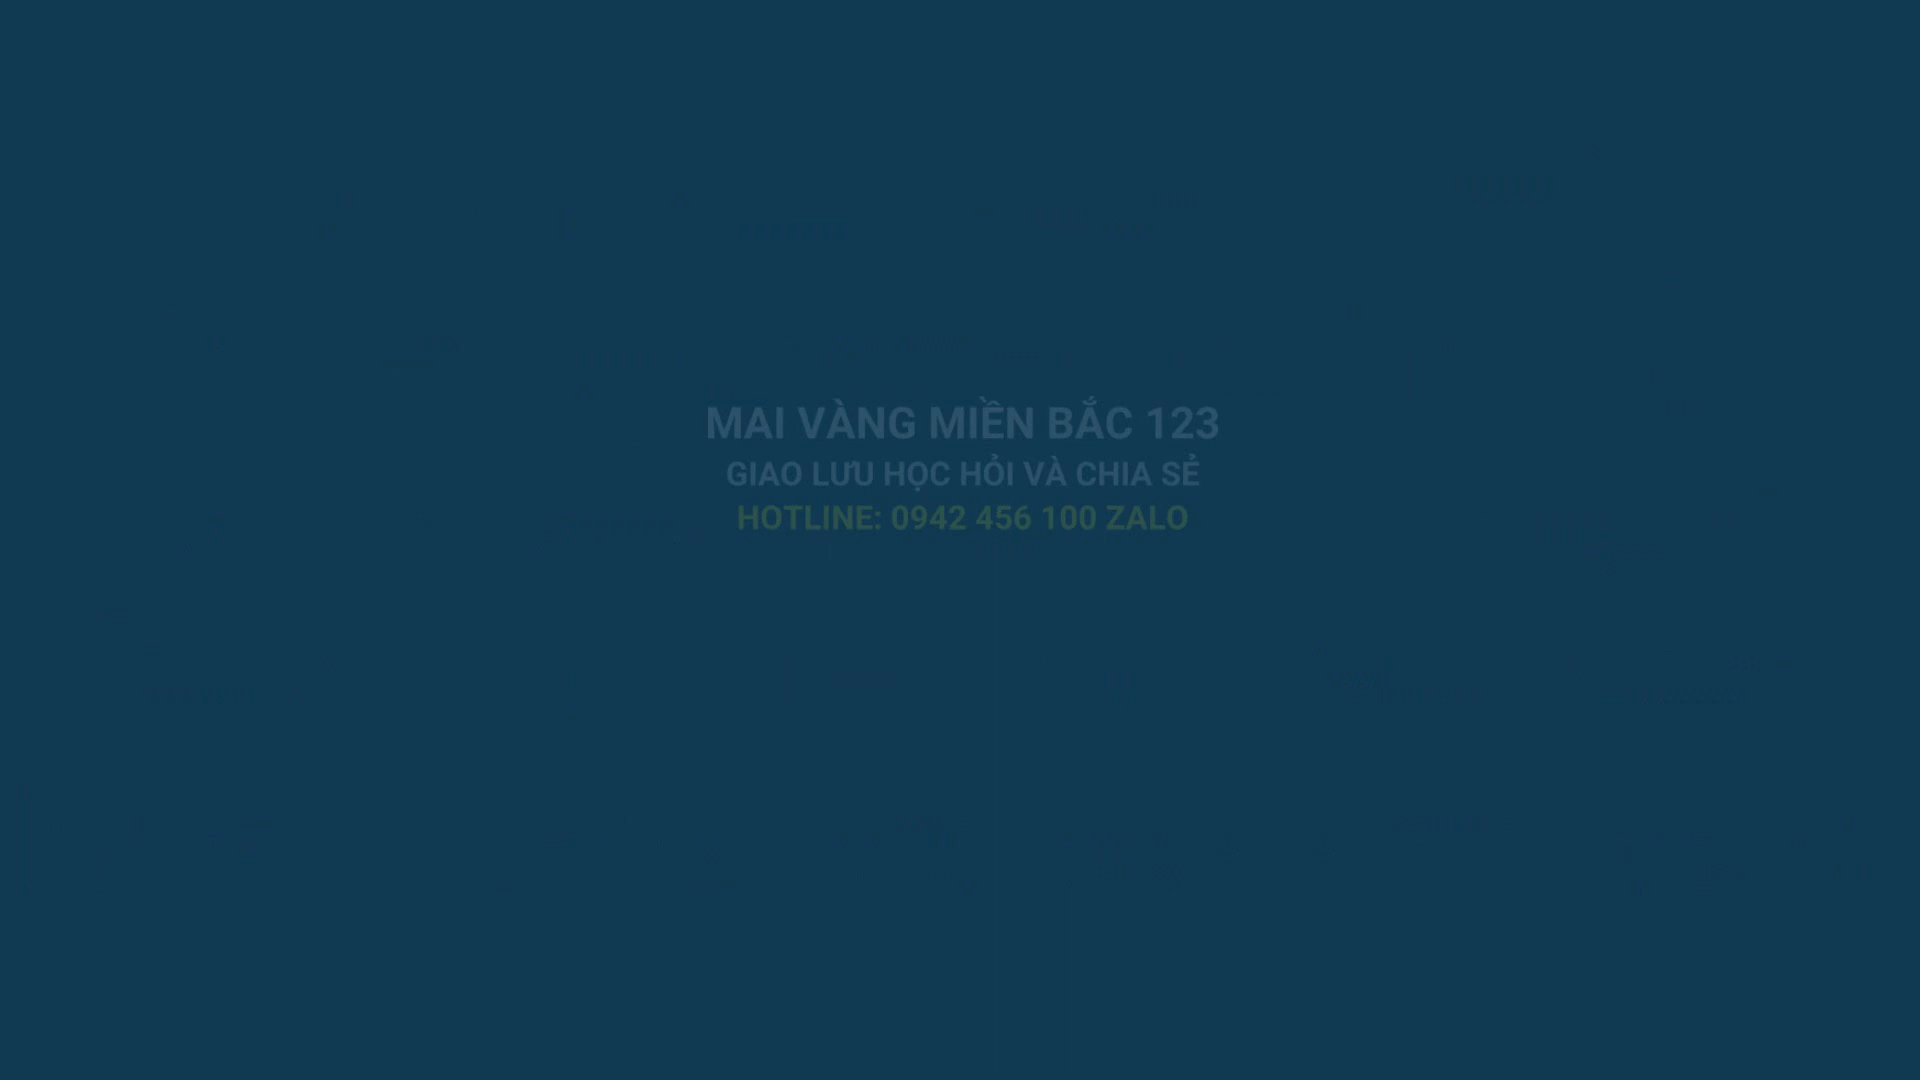 MAI VÀNG MIỀN BẮC 123
GIAO LƯU HỌC HỎI VÀ CHIA SẺ
HOTLINE: 0942 456 100 ZALO